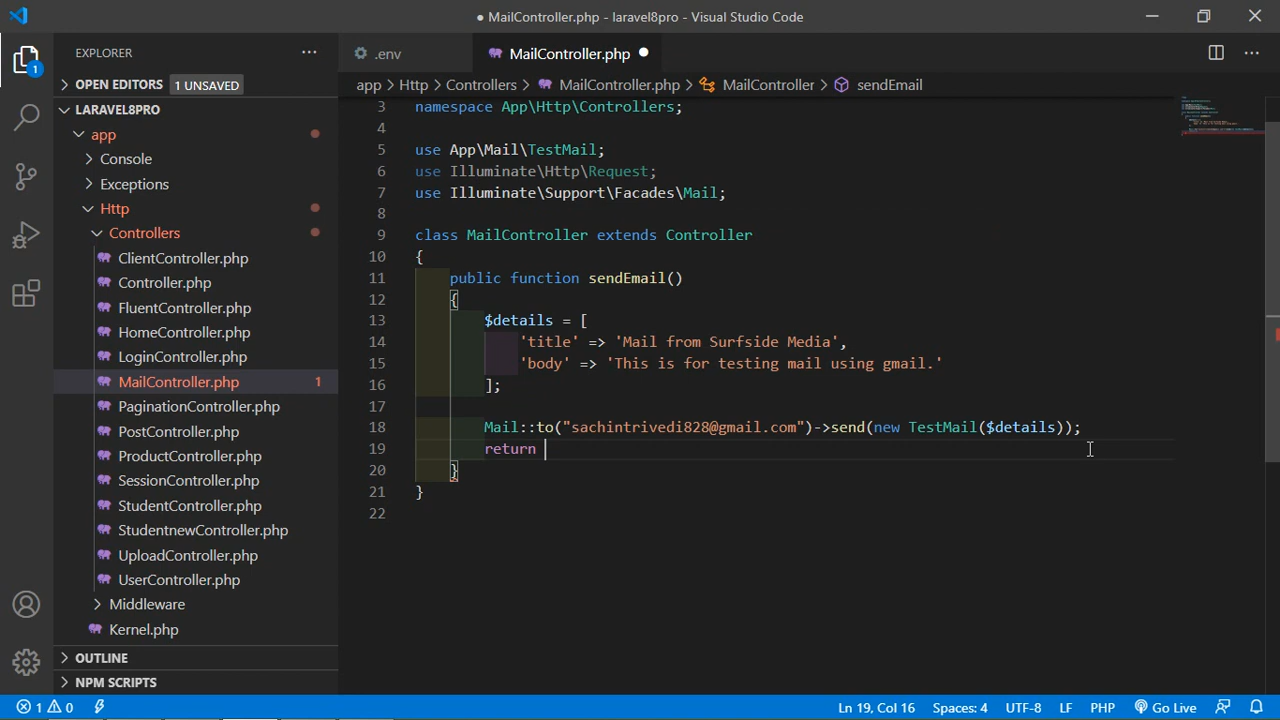 ● MailController.php - laravel8pro - Visual Studio Code
EXPLORER
OPEN EDITORS 1 UNSAVED
LARAVEL8PRO
app
Console
Exceptions
Http
Controllers
ClientController.php
Controller.php
FluentController.php
HomeController.php
LoginController.php
MailController.php 1
PaginationController.php
PostController.php
ProductController.php
SessionController.php
StudentController.php
StudentnewController.php
UploadController.php
UserController.php
Middleware
Kernel.php
OUTLINE
NPM SCRIPTS
1
.env
MailController.php
app > Http > Controllers > MailController.php > MailController > sendEmail
3 namespace App\Http\Controllers;
4
5 use App\Mail\TestMail;
6 use Illuminate\Http\Request;
7 use Illuminate\Support\Facades\Mail;
8
9 class MailController extends Controller
10 {
11 public function sendEmail()
12 {
13 $details = [
14 'title' => 'Mail from Surfside Media',
15 'body' => 'This is for testing mail using gmail.'
16 ];
17
18 Mail::to("sachintrivedi828@gmail.com")->send(new TestMail($details));
19 return
20 }
21 }
22
1 0 Ln 19, Col 16 Spaces: 4 UTF-8 LF PHP Go Live